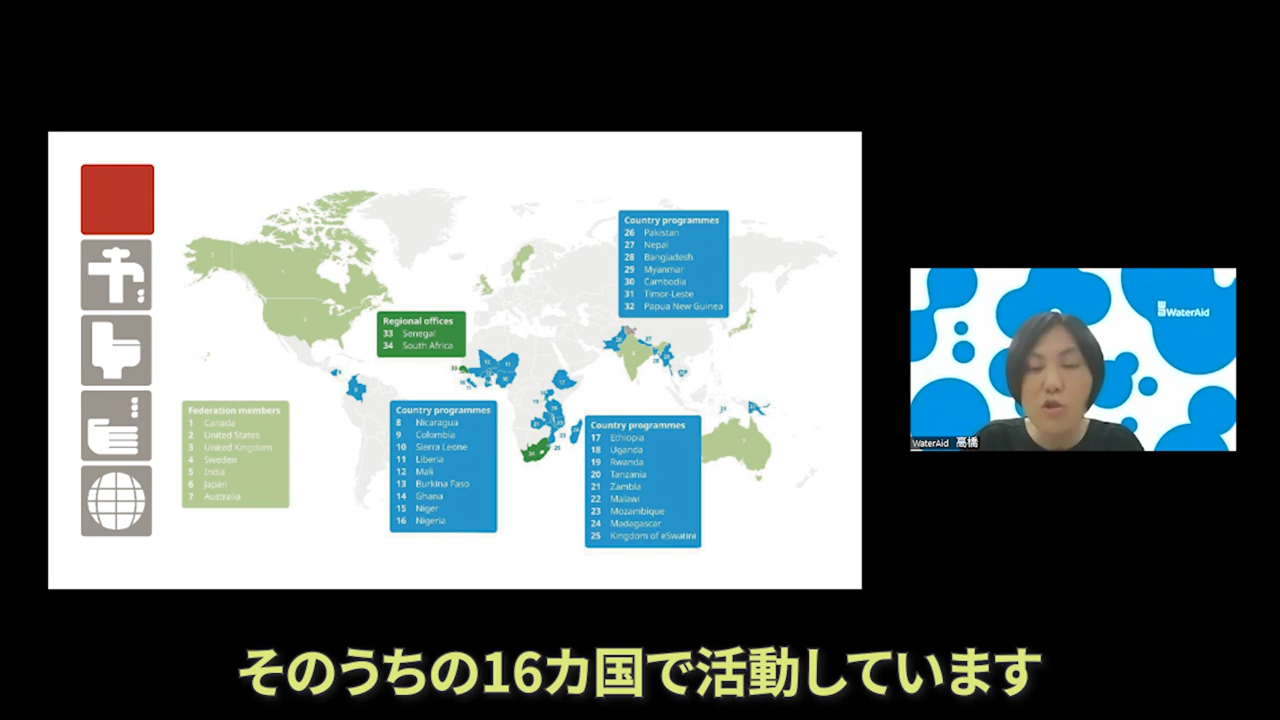 Country programmes
26 Pakistan
27 Nepal
28 Bangladesh
29 Myanmar
30 Cambodia
31 Timor-Leste
32 Papua New Guinea
Regional offices
33 Senegal
34 South Africa
Federation members
1 Canada
2 United States
3 United Kingdom
4 Sweden
5 India
6 Japan
7 Australia
Country programmes
8 Nicaragua
9 Colombia
10 Sierra Leone
11 Liberia
12 Mali
13 Burkina Faso
14 Ghana
15 Niger
16 Nigeria
Country programmes
17 Ethiopia
18 Uganda
19 Rwanda
20 Tanzania
21 Zambia
22 Malawi
23 Mozambique
24 Madagascar
25 Kingdom of eSwatini
WaterAid
WaterAid 高橋
そのうちの16カ国で活動しています